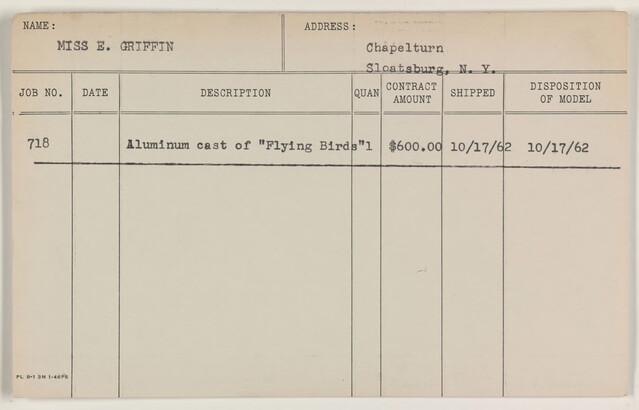 NAME: ADDRESS:
MISS E. GRIFFIN Chapelturn
Sloatsburg, N. Y.
JOB NO. DATE DESCRIPTION QUAN CONTRACT AMOUNT SHIPPED DISPOSITION OF MODEL
718 Aluminum cast of "Flying Birds" 1 $600.00 10/17/62 10/17/62